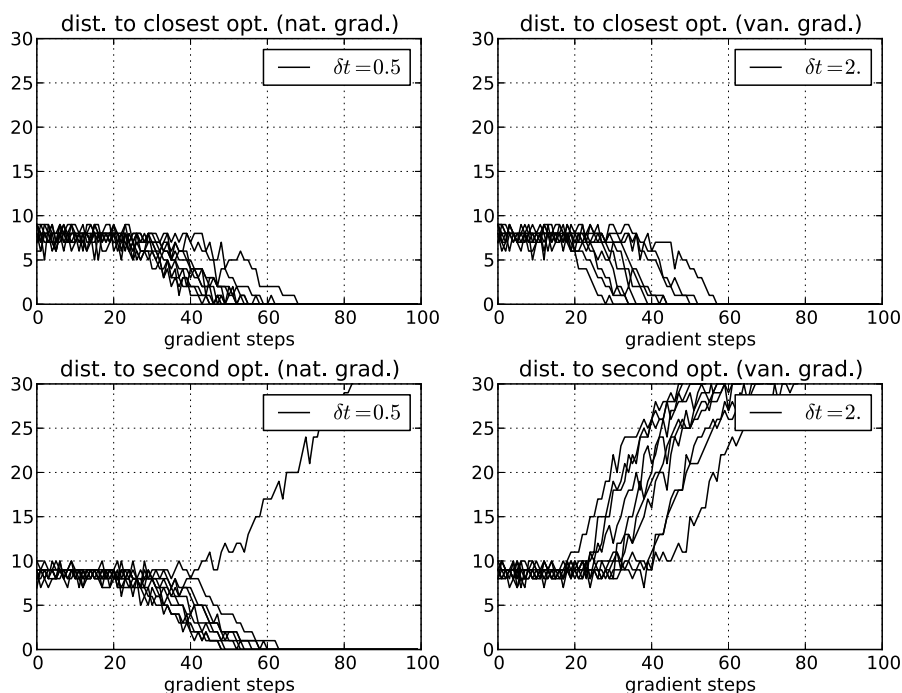 dist. to closest opt. (nat. grad.)
30
25
20
15
10
5
0
δt = 0.5
0 20 40 60 80 100
gradient steps
dist. to closest opt. (van. grad.)
30
25
20
15
10
5
0
δt = 2.
0 20 40 60 80 100
gradient steps
dist. to second opt. (nat. grad.)
30
25
20
15
10
5
0
δt = 0.5
0 20 40 60 80 100
gradient steps
dist. to second opt. (van. grad.)
30
25
20
15
10
5
0
δt = 2.
0 20 40 60 80 100
gradient steps